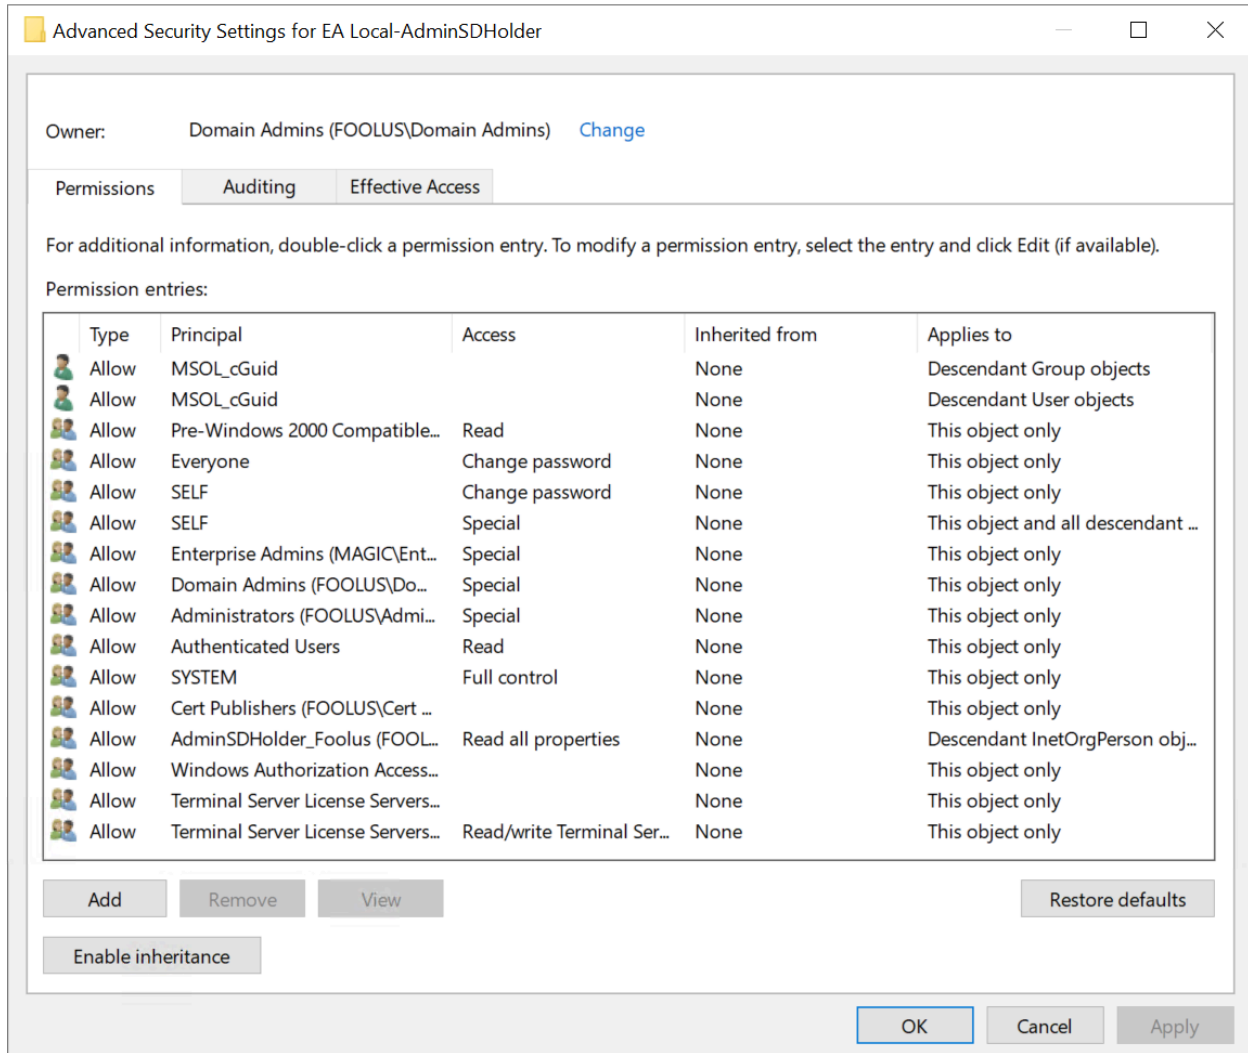 Advanced Security Settings for EA Local-AdminSDHolder
Owner: Domain Admins (FOOLUS\Domain Admins) Change
Permissions Auditing Effective Access
For additional information, double-click a permission entry. To modify a permission entry, select the entry and click Edit (if available).
Permission entries:
Type Principal Access Inherited from Applies to
Allow MSOL_cGuid None Descendant Group objects
Allow MSOL_cGuid None Descendant User objects
Allow Pre-Windows 2000 Compatible... Read None This object only
Allow Everyone Change password None This object only
Allow SELF Change password None This object only
Allow SELF Special None This object and all descendant ...
Allow Enterprise Admins (MAGIC\Ent... Special None This object only
Allow Domain Admins (FOOLUS\Do... Special None This object only
Allow Administrators (FOOLUS\Admi... Special None This object only
Allow Authenticated Users Read None This object only
Allow SYSTEM Full control None This object only
Allow Cert Publishers (FOOLUS\Cert ... None This object only
Allow AdminSDHolder_Foolus (FOOL... Read all properties None Descendant InetOrgPerson obj...
Allow Windows Authorization Access... None This object only
Allow Terminal Server License Servers... None This object only
Allow Terminal Server License Servers... Read/write Terminal Ser... None This object only
Add Remove View Restore defaults
Enable inheritance
OK Cancel Apply